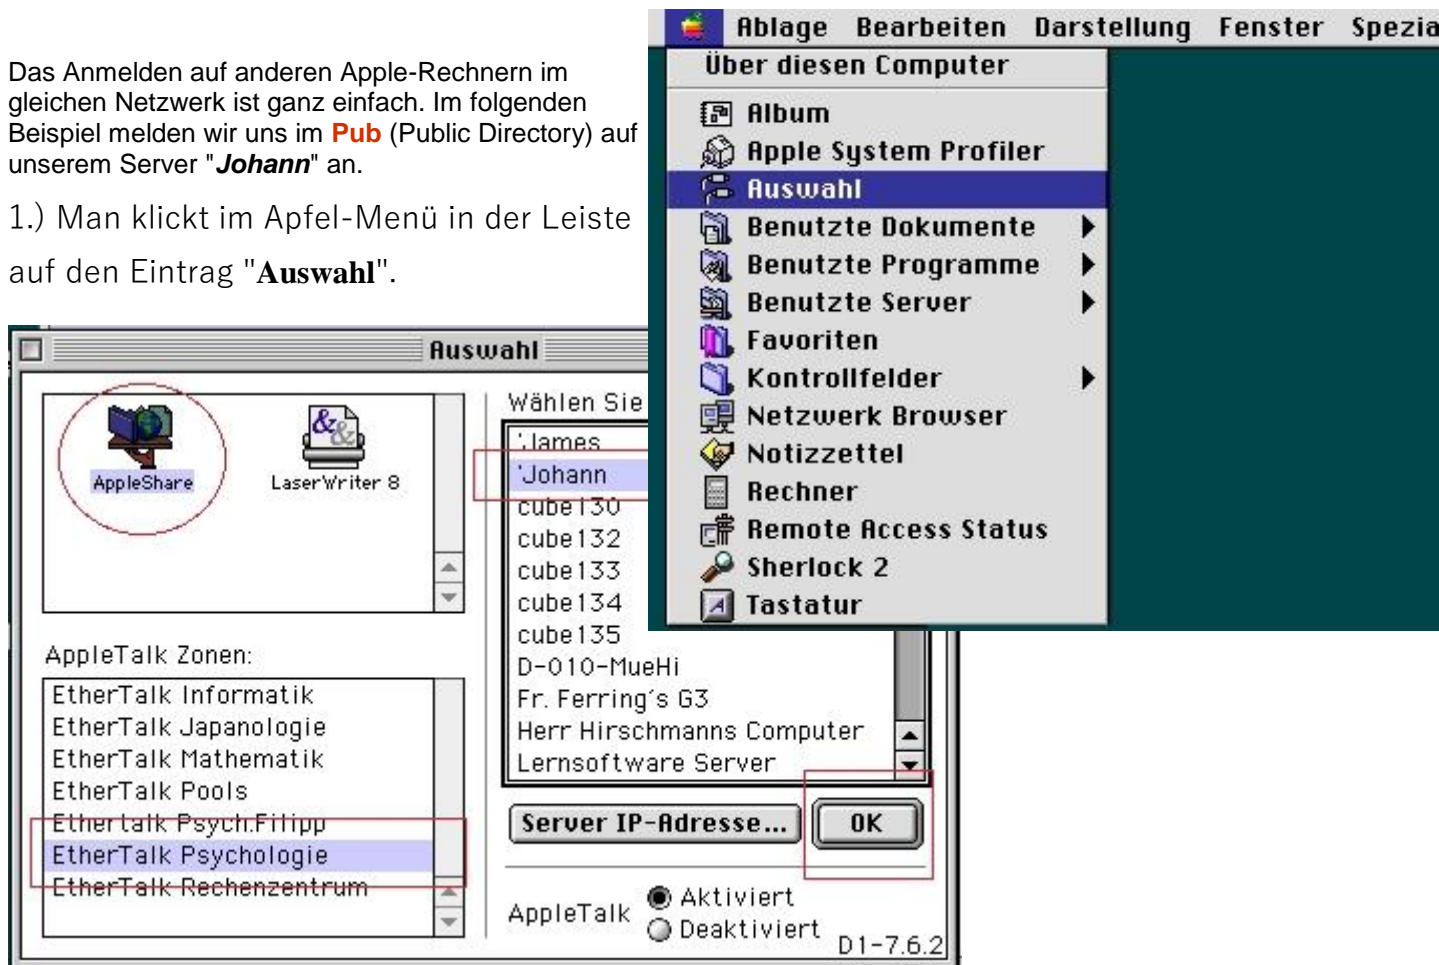 Das Anmelden auf anderen Apple-Rechnern im
gleichen Netzwerk ist ganz einfach. Im folgenden
Beispiel melden wir uns im Pub (Public Directory) auf
unserem Server "Johann" an.
1.) Man klickt im Apfel-Menü in der Leiste
auf den Eintrag "Auswahl".
Ablage Bearbeiten Darstellung Fenster Spezia
Über diesen Computer
Album
Apple System Profiler
Auswahl
Benutzte Dokumente
Benutzte Programme
Benutzte Server
Favoriten
Kontrollfelder
Netzwerk Browser
Notizzettel
Rechner
Remote Access Status
Sherlock 2
Tastatur
Auswahl
AppleShare
LaserWriter 8
AppleTalk Zonen:
EtherTalk Informatik
EtherTalk Japanologie
EtherTalk Mathematik
EtherTalk Pools
Ethertalk Psych.Filipp
EtherTalk Psychologie
EtherTalk Rechenzentrum
Wählen Sie
'James
'Johann
cube130
cube132
cube133
cube134
cube135
D-010-MueHi
Fr. Ferring´s G3
Herr Hirschmanns Computer
Lernsoftware Server
Server IP-Adresse...
OK
AppleTalk
Aktiviert
Deaktiviert
D1-7.6.2